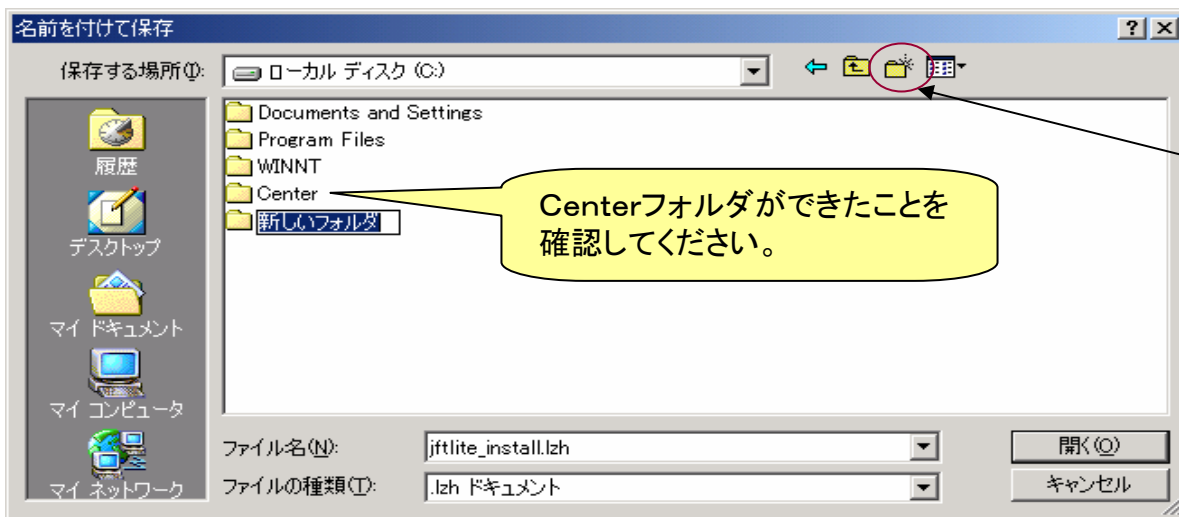 名前を付けて保存
保存する場所(I):
ローカル ディスク (C:)
履歴
デスクトップ
マイ ドキュメント
マイ コンピュータ
マイ ネットワーク
Documents and Settings
Program Files
WINNT
Center
新しいフォルダ
Centerフォルダができたことを
確認してください。
ファイル名(N):
jftlite_install.lzh
開く(O)
ファイルの種類(T):
.lzh ドキュメント
キャンセル